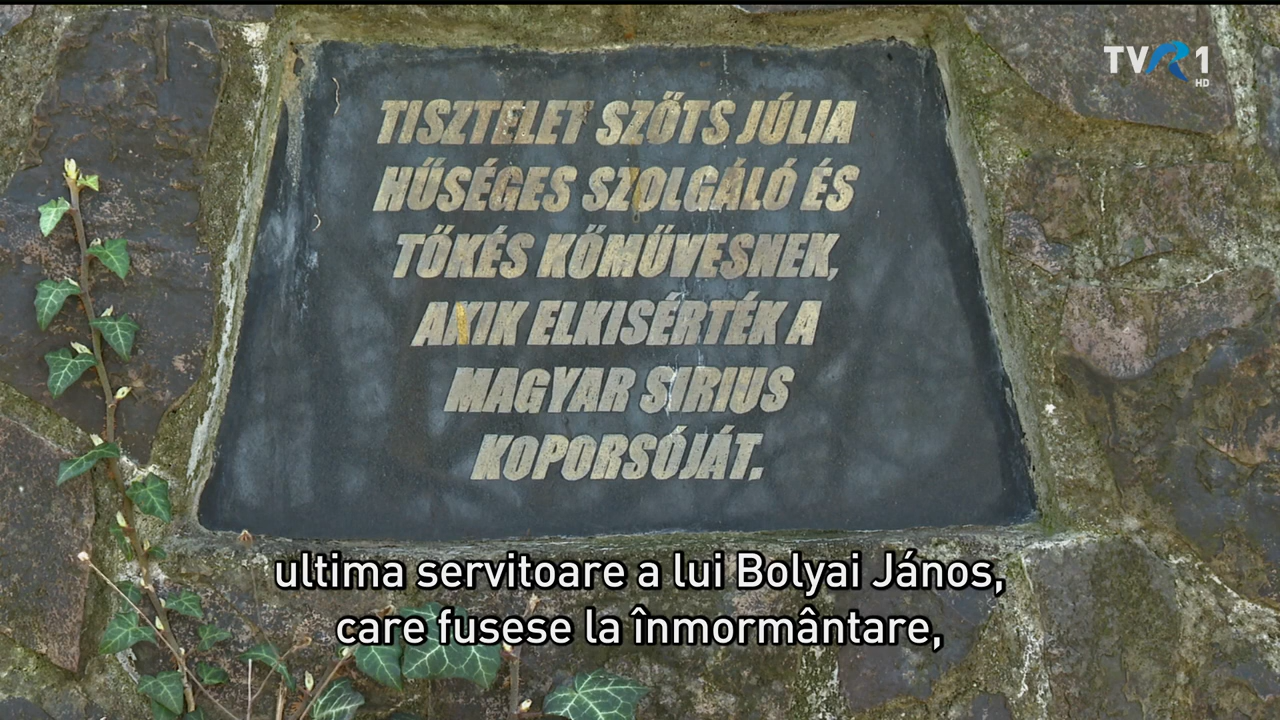 TVR1
HD
TISZTELET SZŐTS JÚLIA
HŰSÉGES SZOLGÁLÓ ÉS
TŐKÉS KŐMŰVESNEK,
AKIK ELKISÉRTÉK A
MAGYAR SIRIUS
KOPORSÓJÁT.
ultima servitoare a lui Bolyai János,
care fusese la înmormântare,